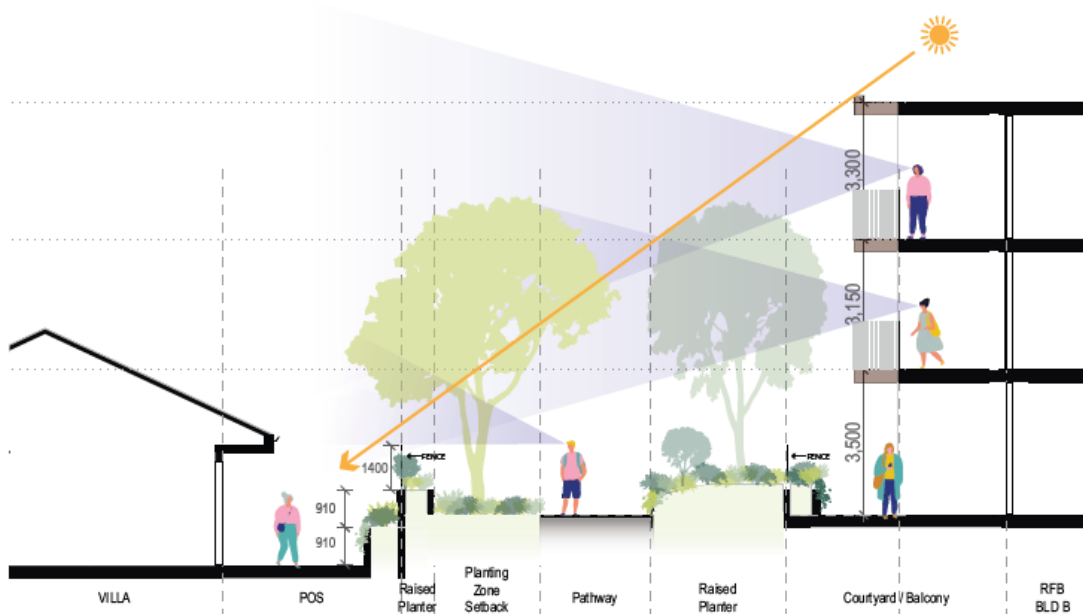 3.300
3.150
3.500
FENCE
FENCE
1400
910
910
VILLA
POS
Raised
Planter
Planting
Zone
Setback
Pathway
Raised
Planter
Courtyard / Balcony
RFB
BLD B